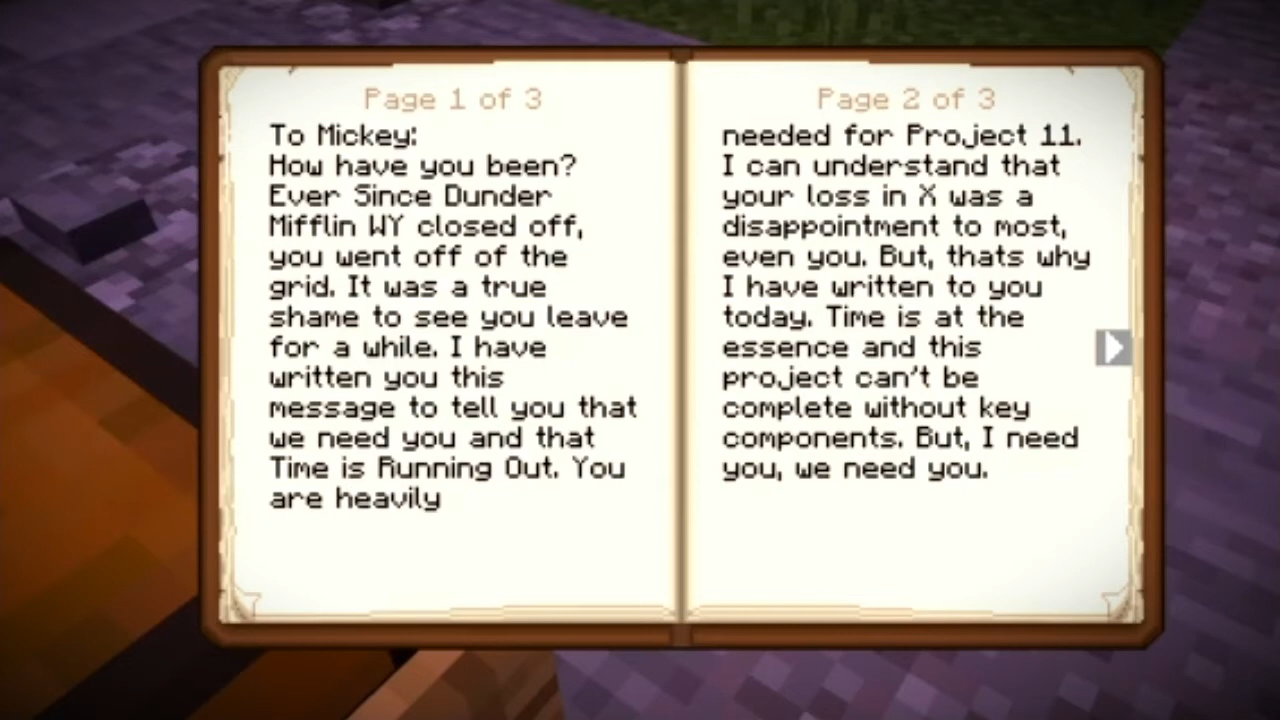 Page 1 of 3
To Mickey:
How have you been?
Ever Since Dunder
Mifflin WY closed off,
you went off of the
grid. It was a true
shame to see you leave
for a while. I have
written you this
message to tell you that
we need you and that
Time is Running Out. You
are heavily
Page 2 of 3
needed for Project 11.
I can understand that
your loss in X was a
disappointment to most,
even you. But, thats why
I have written to you
today. Time is at the
essence and this
project can't be
complete without key
components. But, I need
you, we need you.